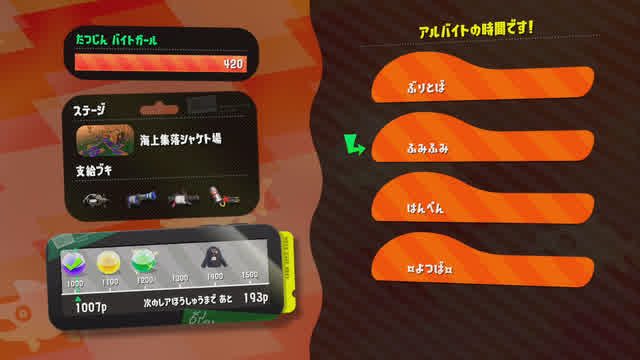 たつじん バイトガール
420
ステージ
海上集落シャケト場
支給ブキ
1000 1100 1200 1300 1400 1500
1007p
次のレアほうしゅうまで あと 193p
アルバイトの時間です!
ぶりとば
ふみふみ
はんぺん
¤よつば¤